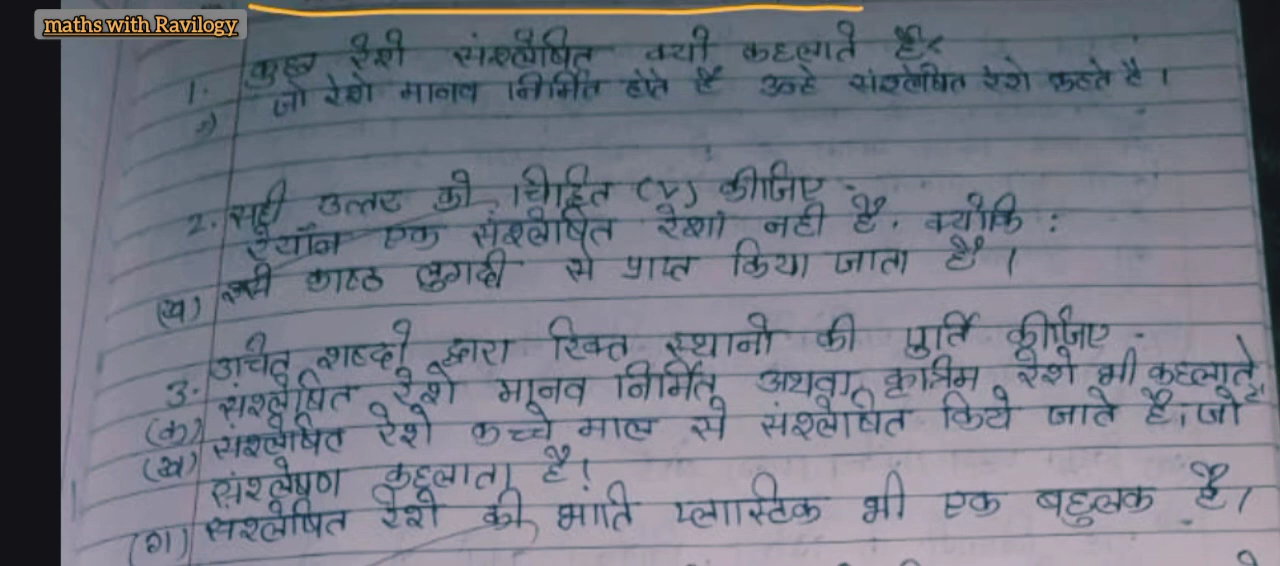 maths with Ravilogy
1. कुछ रेशे संश्लेषित क्यों कहलाते हैं?
जो रेशे मानव निर्मित होते है उन्हे संश्लेषित रेशे कहते है।
2. सही उत्तर को चिह्नित (✓) कीजिए -
रेयॉन एक संश्लेषित रेशा नही है. क्योकि :
(ख) इसे काष्ठ लुगदी से प्राप्त किया जाता है।
3. उचित शब्दों द्वारा रिक्त स्थानो की पुर्ति कीजिए -
(क) संश्लेषित रेशे मानव निर्मित अथवा कृत्रिम रेशे भी कहलाते हैं
(ख) संश्लेषित रेशे कच्चे माल से संश्लेषित किये जाते है, जो
संश्लेषण कहलाता है!
(ग) संश्लेषित रेशे की भांति प्लास्टिक भी एक बहुलक है।